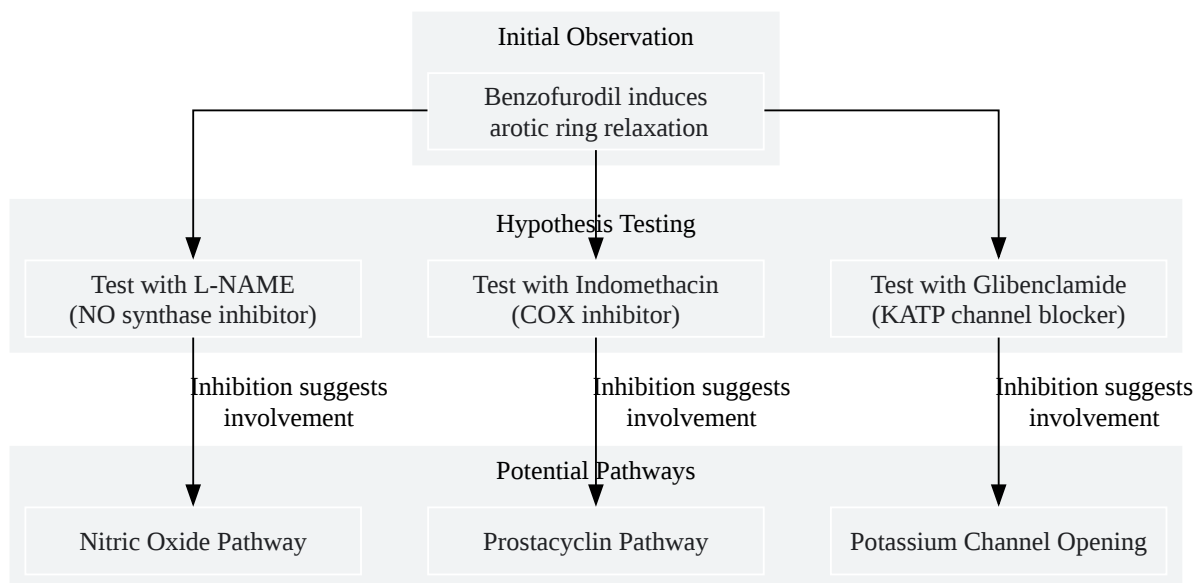 Initial Observation
Benzofurodil induces
arotic ring relaxation
Hypothesis Testing
Test with L-NAME
(NO synthase inhibitor)
Test with Indomethacin
(COX inhibitor)
Test with Glibenclamide
(KATP channel blocker)
Inhibition suggests
involvement
Inhibition suggests
involvement
Inhibition suggests
involvement
Potential Pathways
Nitric Oxide Pathway
Prostacyclin Pathway
Potassium Channel Opening